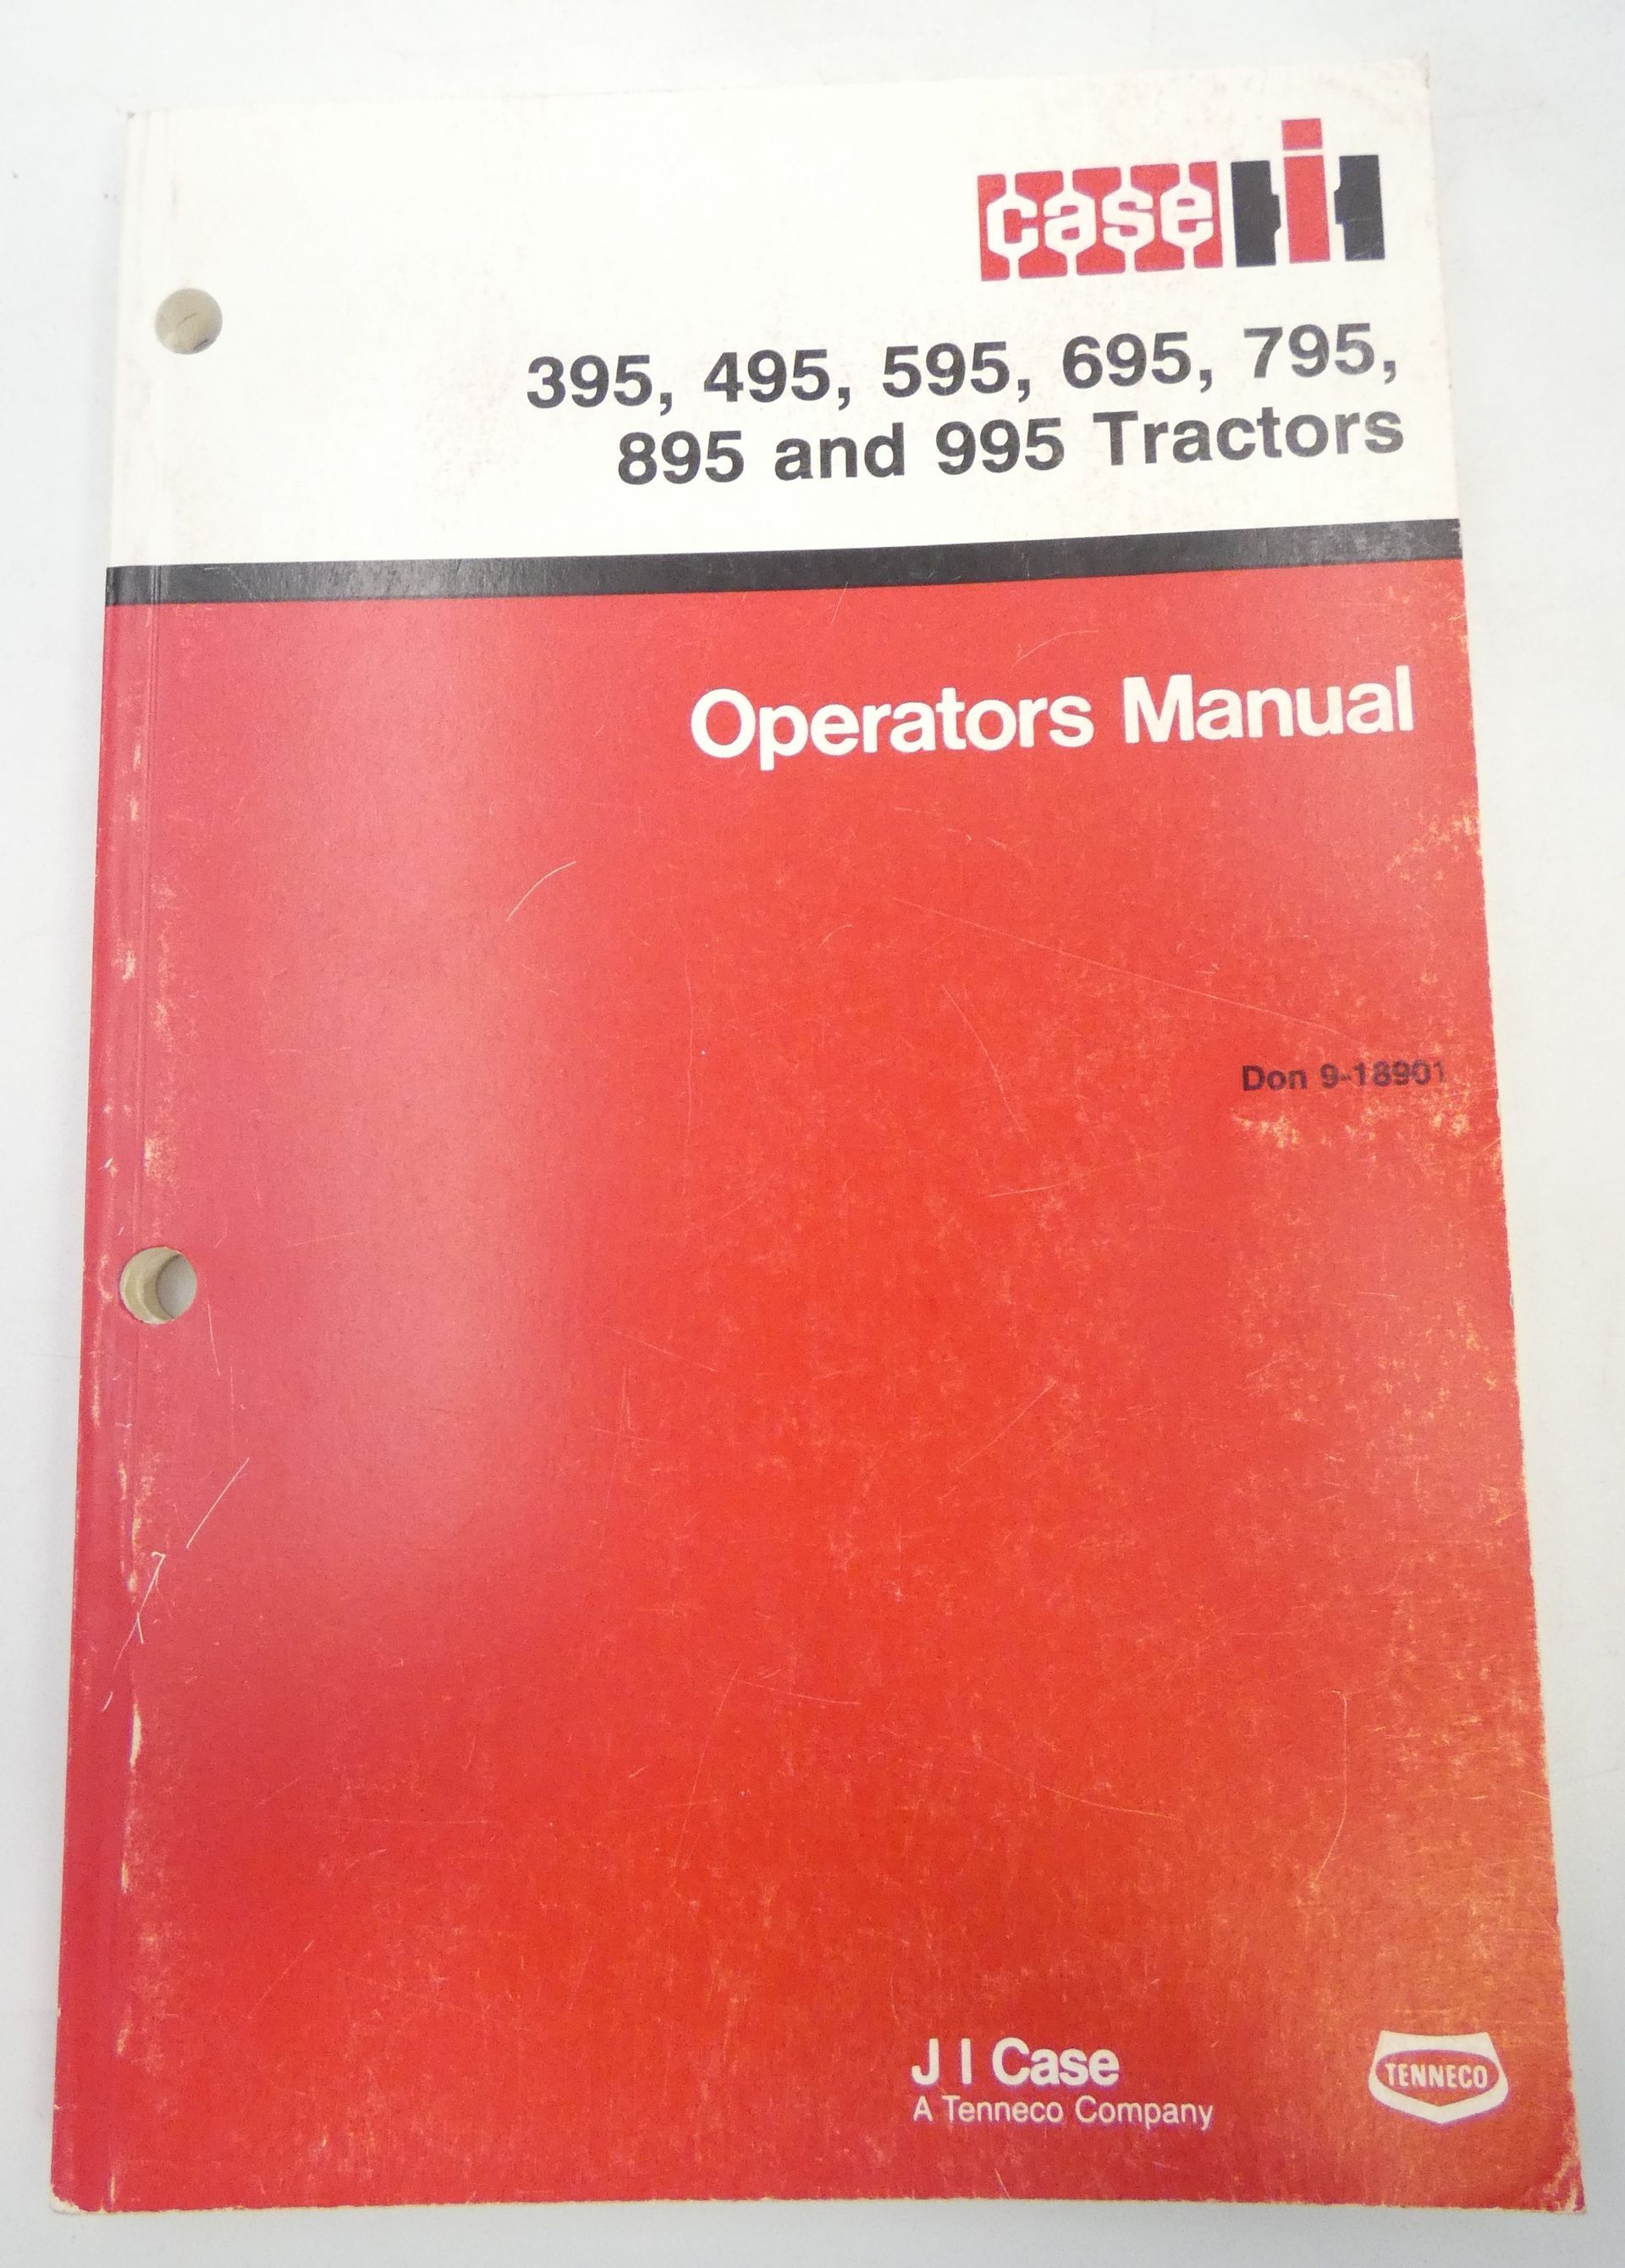 case IH
395, 495, 595, 695, 795,
895 and 995 Tractors
Operators Manual
Don 9-18901
J I Case
A Tenneco Company
TENNECO